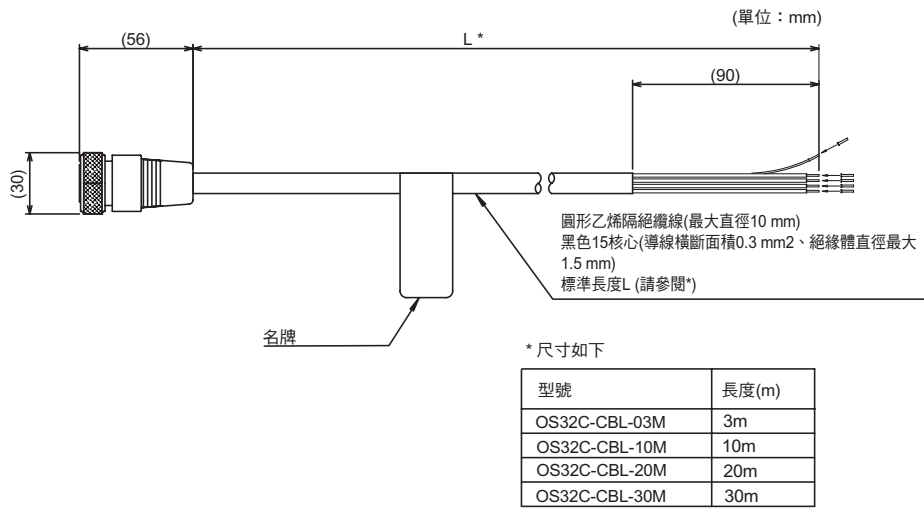 (單位：mm)
(56)
L *
(90)
(30)
圓形乙烯隔絕纜線(最大直徑10 mm)
黑色15核心(導線橫斷面積0.3 mm2、絕緣體直徑最大
1.5 mm)
標準長度L (請參閱*)
名牌
* 尺寸如下
型號 長度(m)
OS32C-CBL-03M 3m
OS32C-CBL-10M 10m
OS32C-CBL-20M 20m
OS32C-CBL-30M 30m